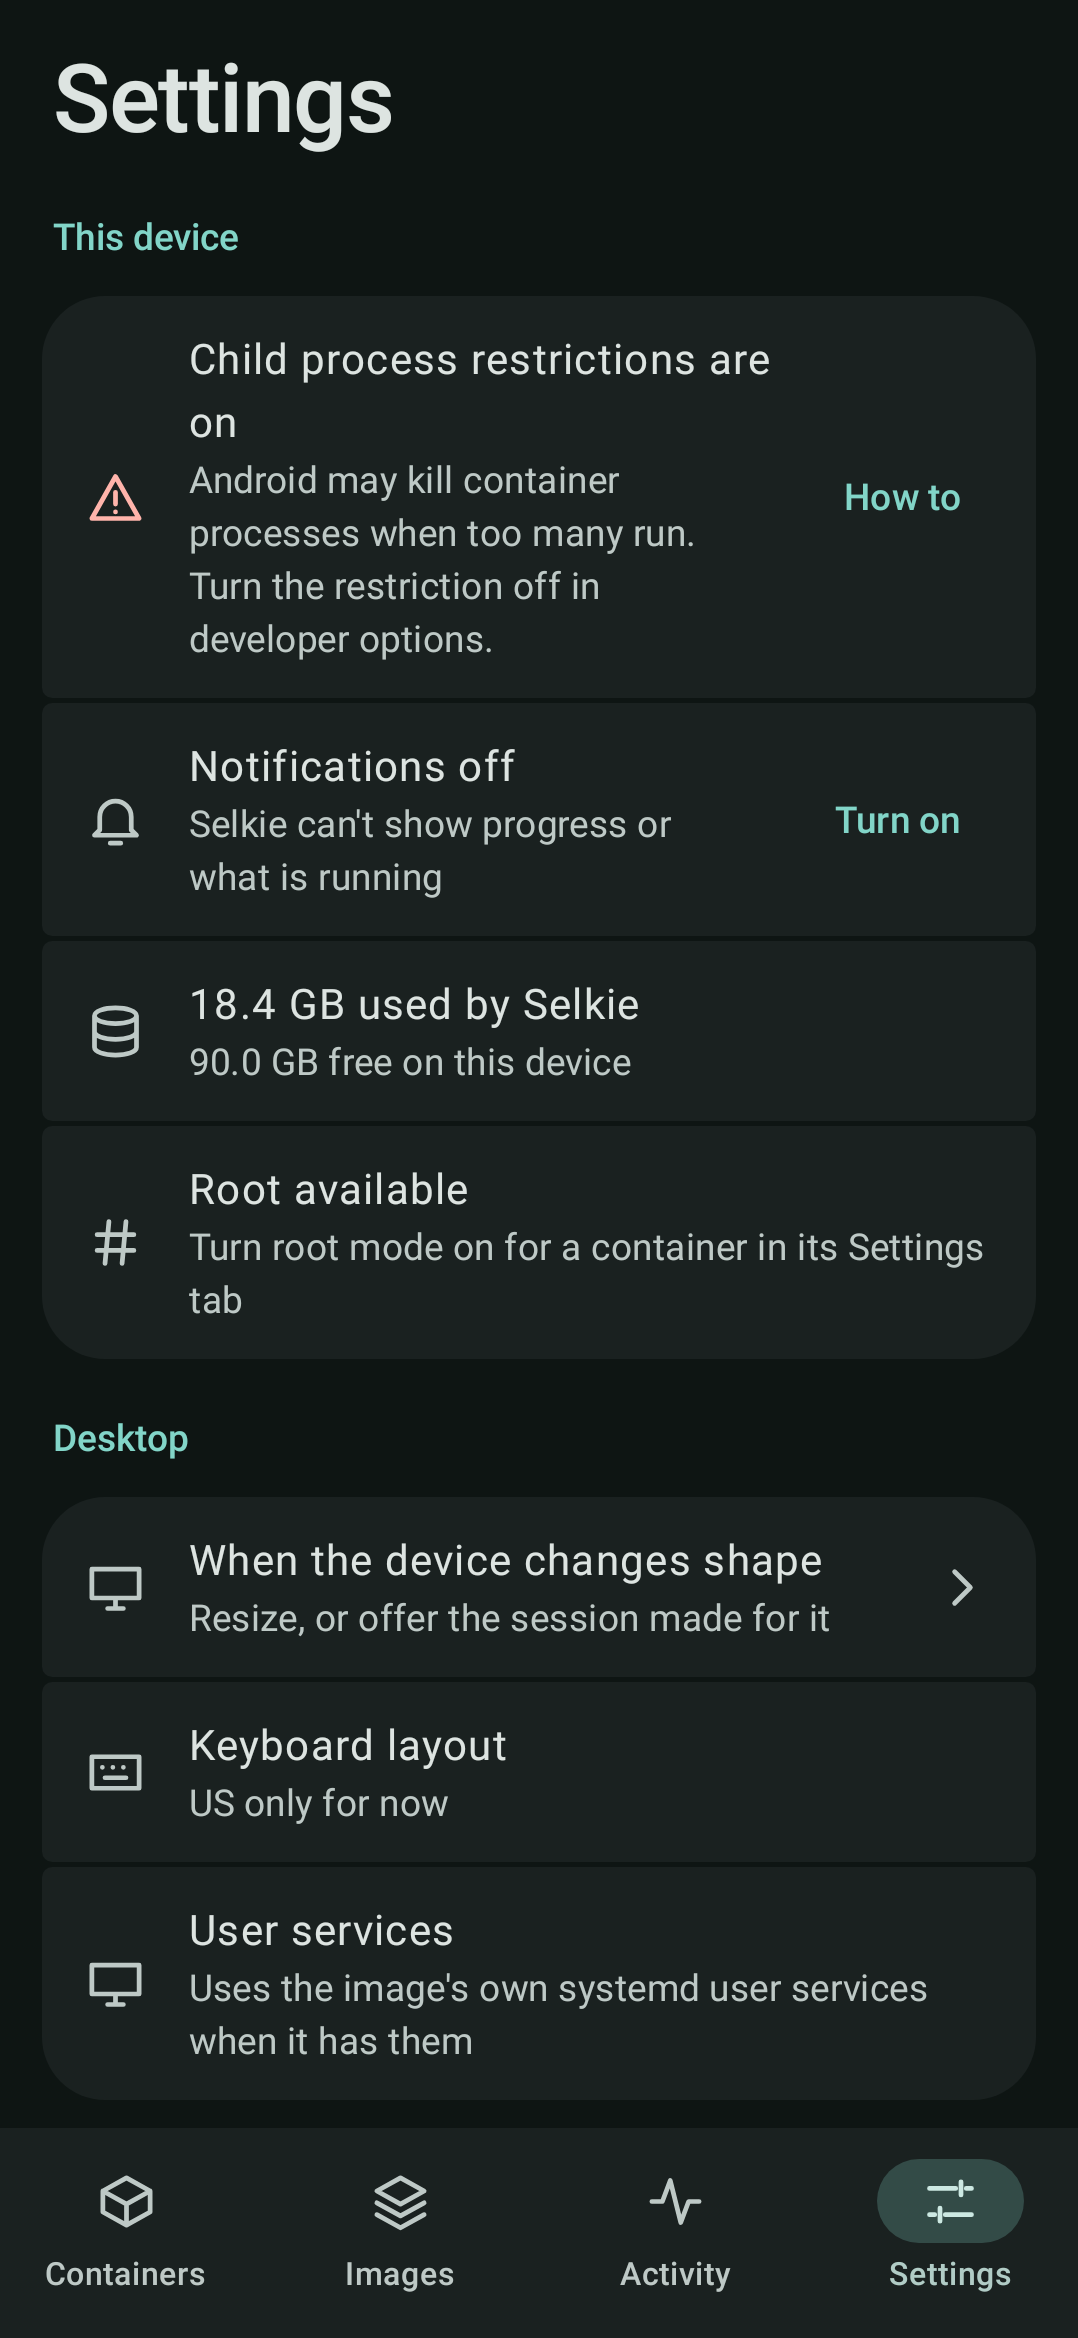 Settings
This device
Child process restrictions are
on
Android may kill container
processes when too many run.
Turn the restriction off in
developer options.
How to
Notifications off
Selkie can't show progress or
what is running
Turn on
18.4 GB used by Selkie
90.0 GB free on this device
Root available
Turn root mode on for a container in its Settings
tab
Desktop
When the device changes shape
Resize, or offer the session made for it
Keyboard layout
US only for now
User services
Uses the image's own systemd user services
when it has them
Containers
Images
Activity
Settings